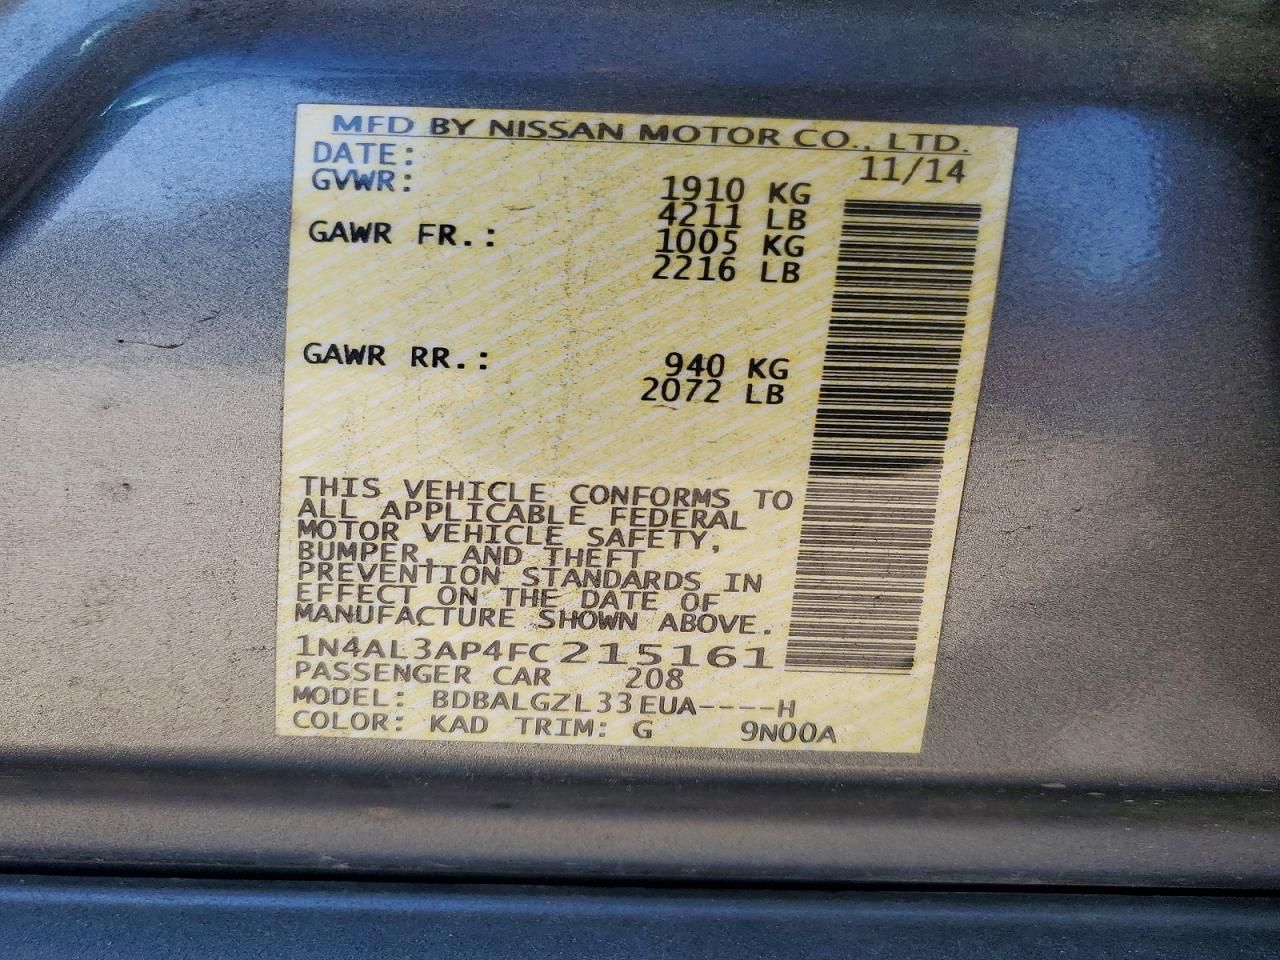 MFD BY NISSAN MOTOR CO., LTD.
DATE: 11/14
GVWR: 1910 KG
4211 LB
GAWR FR.: 1005 KG
2216 LB
GAWR RR.: 940 KG
2072 LB
THIS VEHICLE CONFORMS TO
ALL APPLICABLE FEDERAL
MOTOR VEHICLE SAFETY,
BUMPER, AND THEFT
PREVENTION STANDARDS IN
EFFECT ON THE DATE OF
MANUFACTURE SHOWN ABOVE.
1N4AL3AP4FC215161
PASSENGER CAR 208
MODEL: BDBALGZL33EUA----H
COLOR: KAD TRIM: G 9N00A